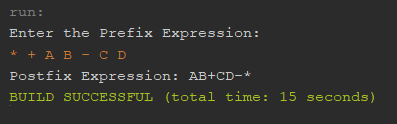 run:
Enter the Prefix Expression:
* + A B - C D
Postfix Expression: AB+CD-*
BUILD SUCCESSFUL (total time: 15 seconds)